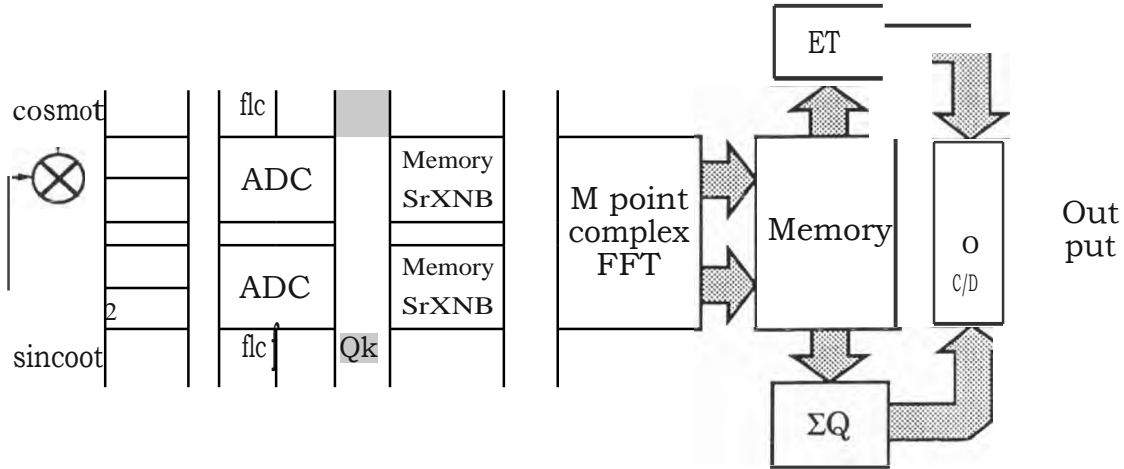 ET
cosmot
flc
ADC
Memory
SrXNB
M point
complex
FFT
Memory
Out
put
O
C/D
ADC
Memory
SrXNB
2
sincoot
flc
Qk
ΣQ